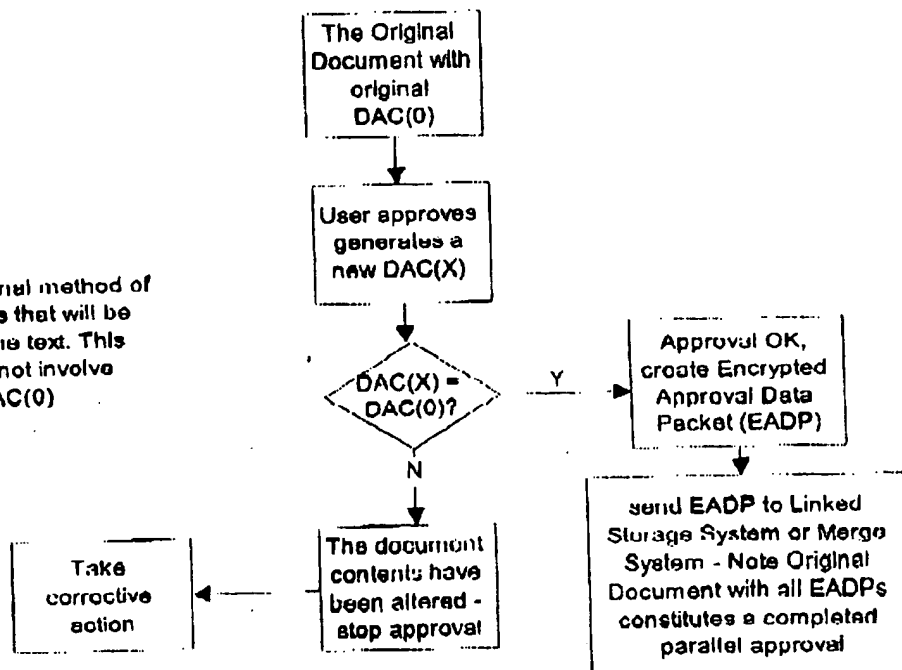 The Original
Document with
original
DAC(0)
User approves
generates a
new DAC(X)
nal method of
s that will be
he text. This
not involve
AC(0)
DAC(X) =
DAC(0)?
Y
Approval OK,
create Encrypted
Approval Data
Packet (EADP)
N
send EADP to Linked
Storage System or Merge
System - Note Original
Document with all EADPs
constitutes a completed
parallel approval
The document
contents have
been altered -
stop approval
Take
corrective
action